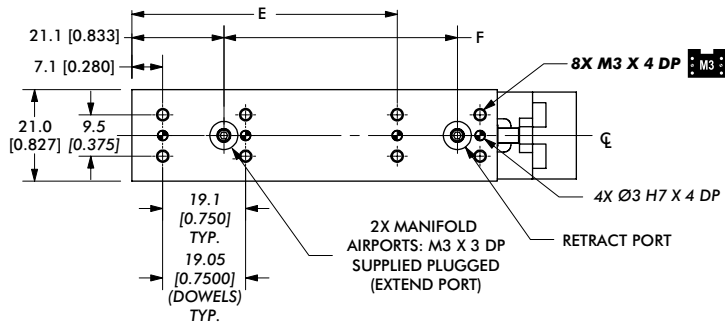 E
21.1 [0.833]
F
7.1 [0.280]
8X M3 X 4 DP
M3
21.0
[0.827]
9.5
[0.375]
℄
4X Ø3 H7 X 4 DP
19.1
[0.750]
TYP.
19.05
[0.7500]
(DOWELS)
TYP.
2X MANIFOLD
AIRPORTS: M3 X 3 DP
SUPPLIED PLUGGED
(EXTEND PORT)
RETRACT PORT